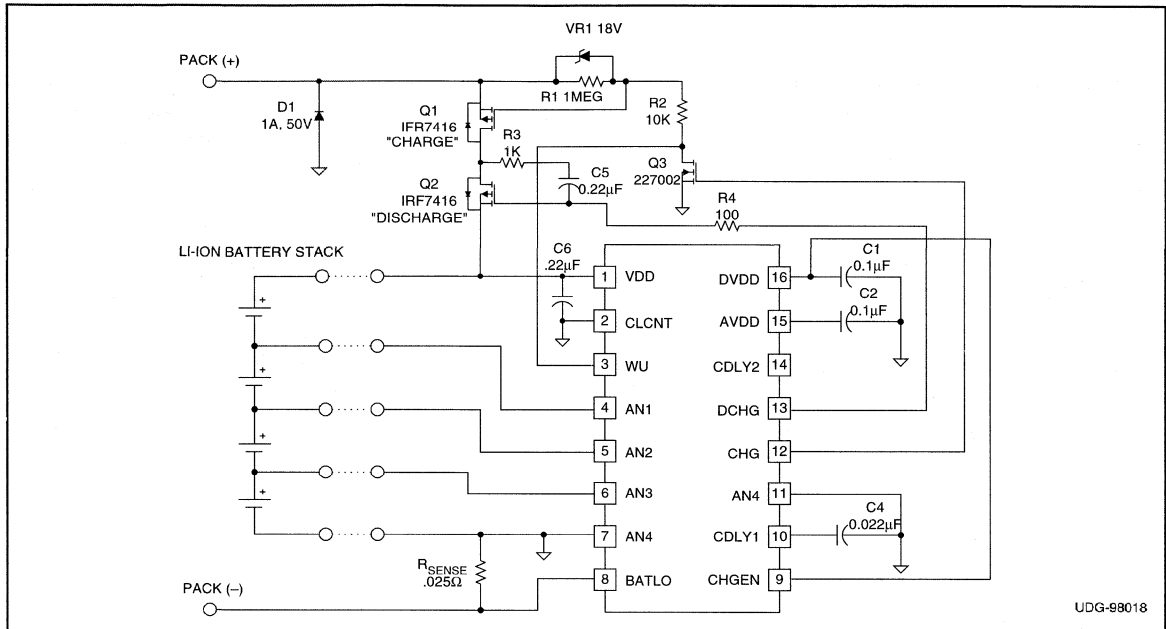 VR1 18V
PACK (+)
R1 1MEG
D1
1A, 50V
Q1
IFR7416
"CHARGE"
R2
10K
R3
1K
Q3
227002
C5
0.22µF
Q2
IRF7416
"DISCHARGE"
R4
100
LI-ION BATTERY STACK
C6
.22µF
C1
0.1µF
C2
0.1µF
1 VDD
DVDD 16
2 CLCNT
AVDD 15
3 WU
CDLY2 14
4 AN1
DCHG 13
5 AN2
CHG 12
6 AN3
AN4 11
C4
0.022µF
7 AN4
CDLY1 10
8 BATLO
CHGEN 9
RSENSE
.025Ω
PACK (–)
UDG-98018
+
+
+
+